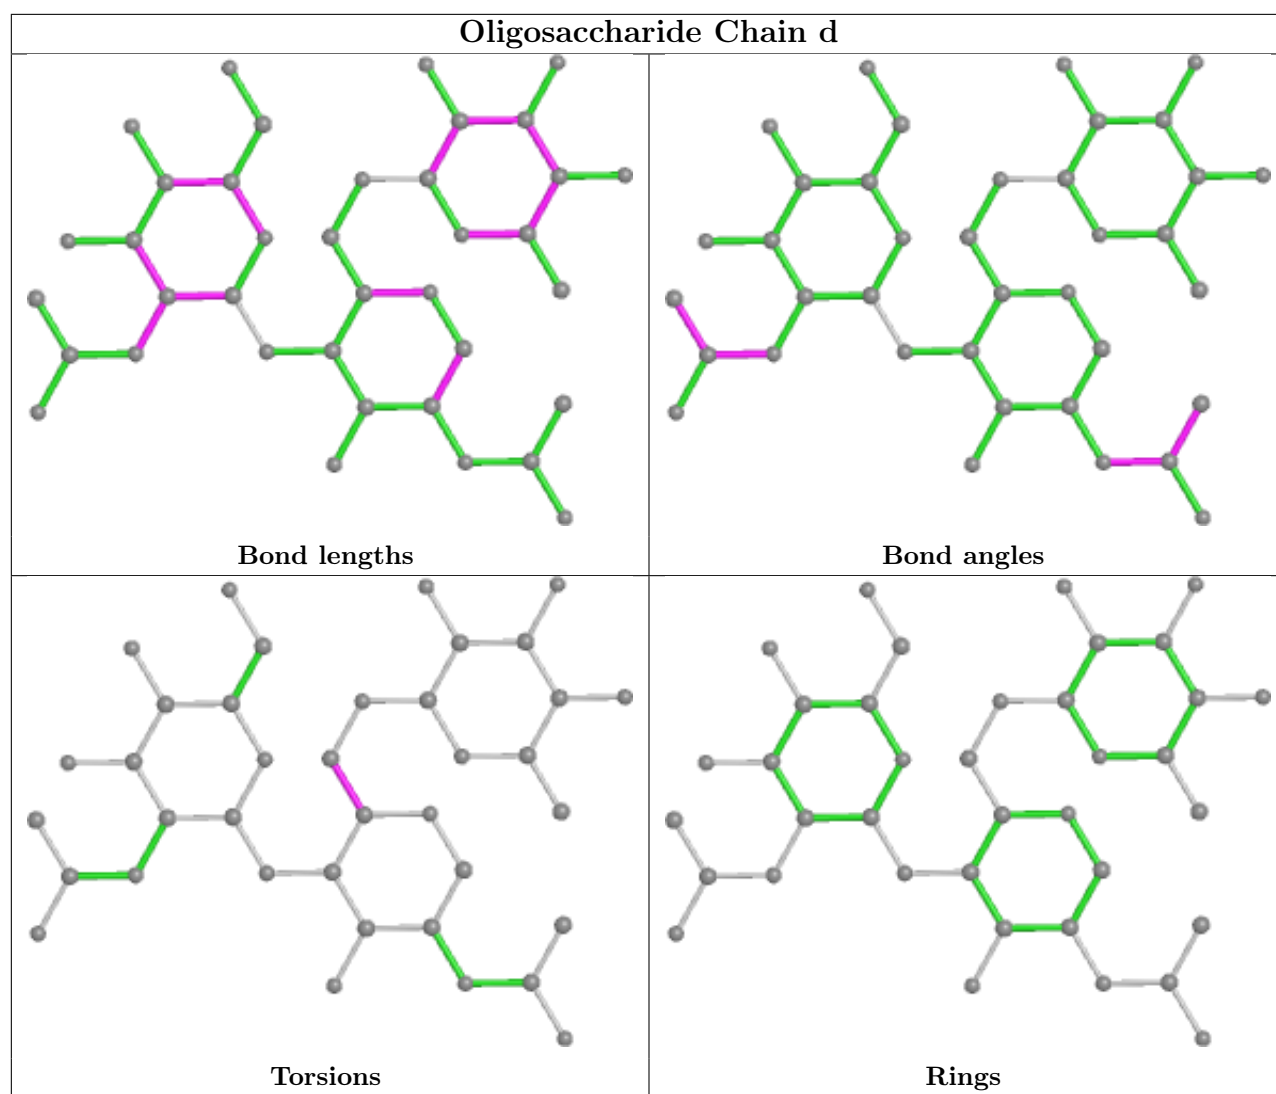 Oligosaccharide Chain d
Bond lengths
Bond angles
Torsions
Rings